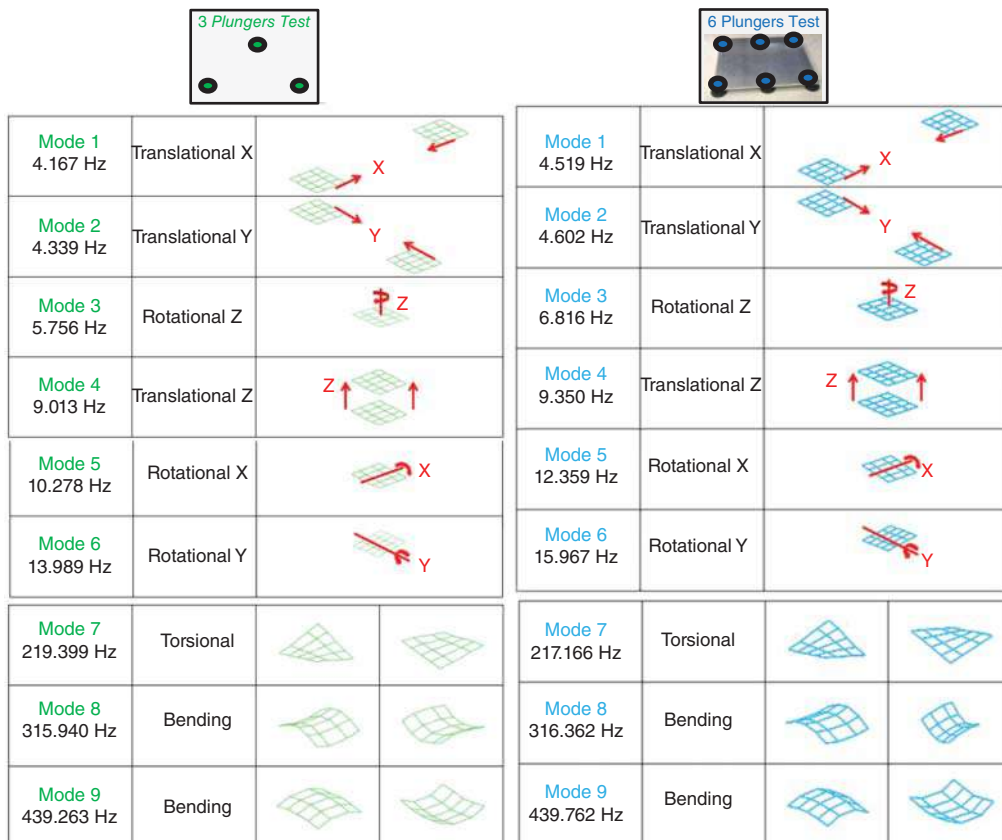 3 Plungers Test
Mode 1
4.167 Hz
Translational X
X
Mode 2
4.339 Hz
Translational Y
Y
Mode 3
5.756 Hz
Rotational Z
Z
Mode 4
9.013 Hz
Translational Z
Z
Mode 5
10.278 Hz
Rotational X
X
Mode 6
13.989 Hz
Rotational Y
Y
Mode 7
219.399 Hz
Torsional
Mode 8
315.940 Hz
Bending
Mode 9
439.263 Hz
Bending
6 Plungers Test
Mode 1
4.519 Hz
Translational X
X
Mode 2
4.602 Hz
Translational Y
Y
Mode 3
6.816 Hz
Rotational Z
Z
Mode 4
9.350 Hz
Translational Z
Z
Mode 5
12.359 Hz
Rotational X
X
Mode 6
15.967 Hz
Rotational Y
Y
Mode 7
217.166 Hz
Torsional
Mode 8
316.362 Hz
Bending
Mode 9
439.762 Hz
Bending